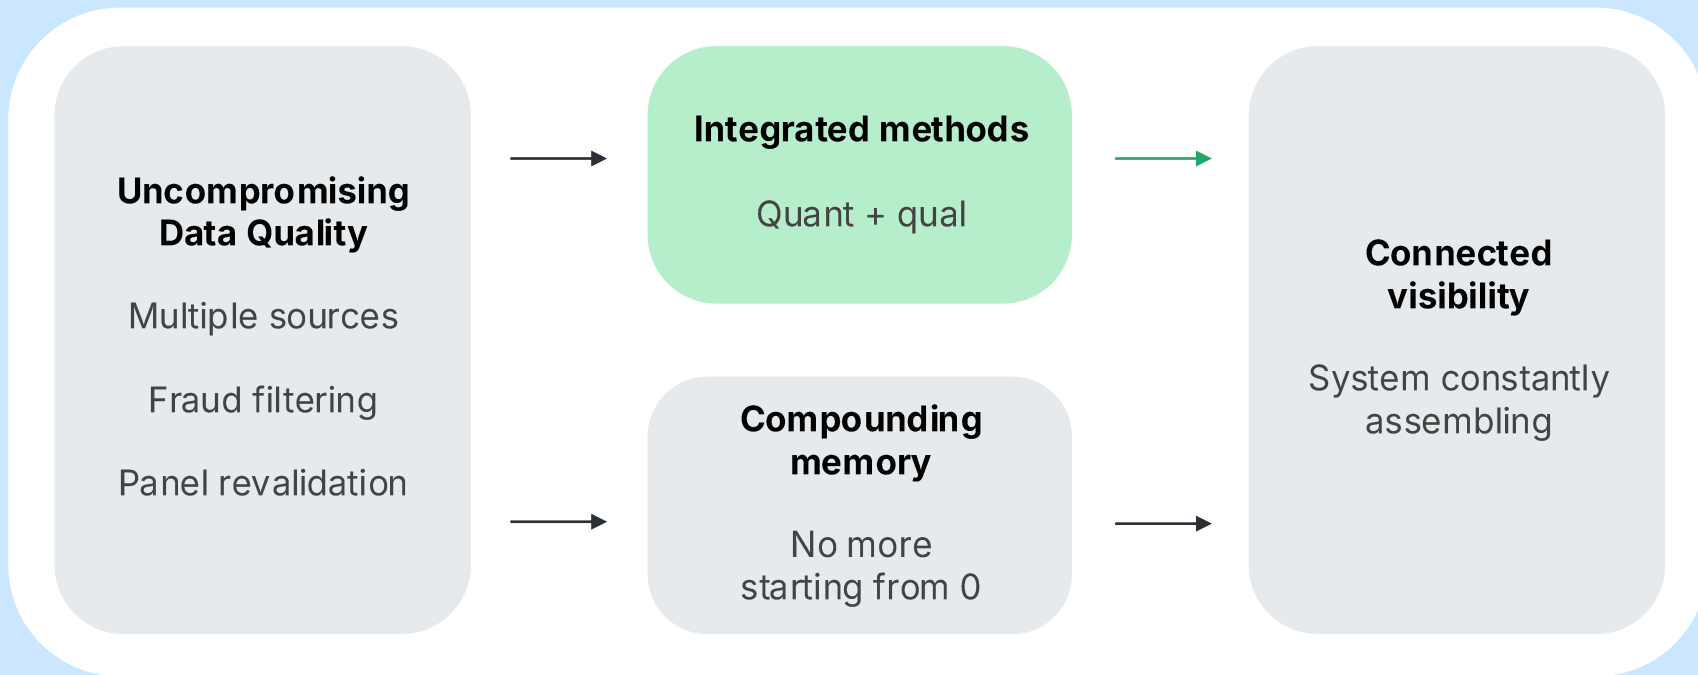 Uncompromising
Data Quality
Multiple sources
Fraud filtering
Panel revalidation
Integrated methods
Quant + qual
Compounding
memory
No more
starting from 0
Connected
visibility
System constantly
assembling